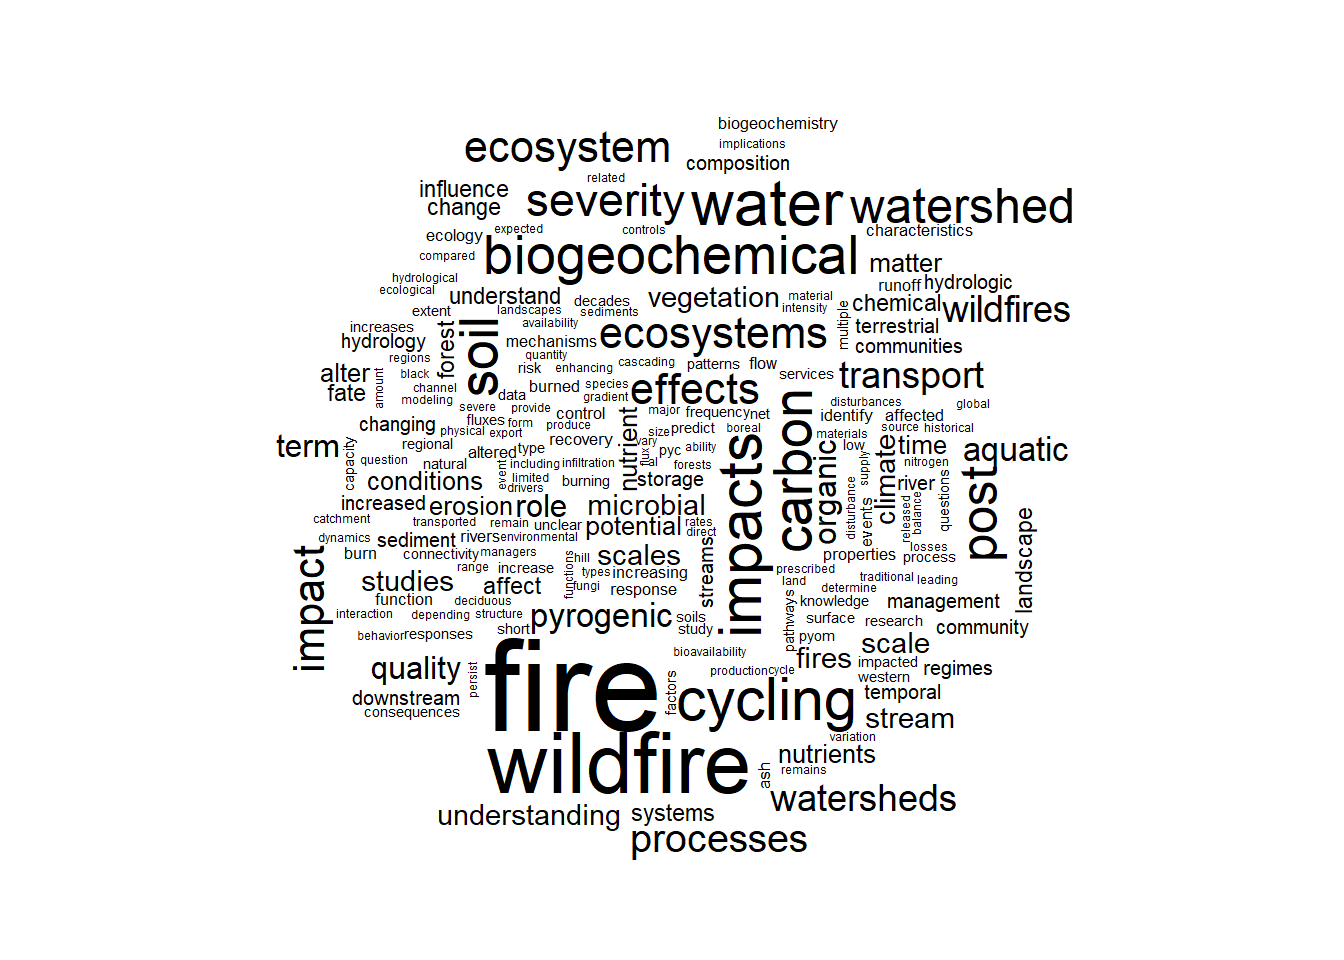 biogeochemistry
implications
ecosystem
composition
related
influence
severity
water
watershed
change
ecology
expected
controls
characteristics
compared
biogeochemical
matter
hydrological
ecological
understand
decades
vegetation
material
runoff
hydrologic
chemical
wildfires
extent
landscapes
sediments
intensity
increases
availability
multiple
terrestrial
hydrology
forest
soil
mechanisms
ecosystems
communities
regions
quantity
alter
black
risk
enhancing
cascading
patterns
flow
services
transport
fate
amount
channel
modeling
data
burned
species
gradient
effects
disturbances
global
severe
provide
control
major
frequency
net
identify
affected
changing
physical
fluxes
form
export
produce
nutrient
size
predict
boreal
carbon
materials
source
historical
term
regional
altered
type
recovery
vary
flux
pyc
ability
impacts
organic
low
climate
time
aquatic
capacity
question
natural
event
including
infiltration
forests
supply
nitrogen
conditions
limited
drivers
burning
storage
river
increased
erosion
role
microbial
disturbance
events
released
balance
questions
post
catchment
transported
remain
unclear
potential
rates
direct
dynamics
sediment
rivers
environmental
losses
landscape
burn
connectivity
managers
scales
streams
properties
process
impact
range
increase
functions
hill
types
fungi
increasing
prescribed
land
traditional
leading
studies
affect
response
determine
function
deciduous
pathways
knowledge
management
interaction
depending
structure
pyrogenic
soils
surface
research
community
behavior
responses
short
study
pyom
scale
quality
persist
fire
bioavailability
production
cycle
fires
impacted
western
regimes
downstream
factors
cycling
temporal
consequences
stream
variation
wildfire
ash
nutrients
remains
watersheds
understanding
systems
processes